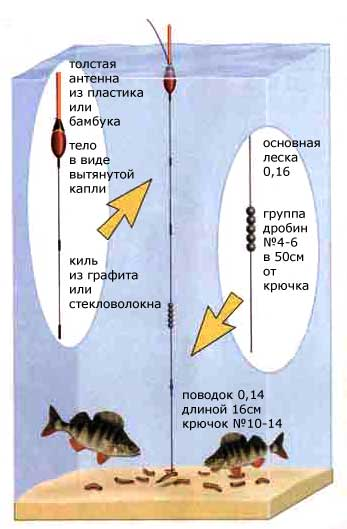 толстая
антенна
из пластика
или
бамбука
тело
в виде
вытянутой
капли
киль
из графита
или
стекловолокна
основная
леска
0,16
группа
дробин
№4-6
в 50см
от
крючка
поводок 0,14
длиной 16см
крючок №10-14